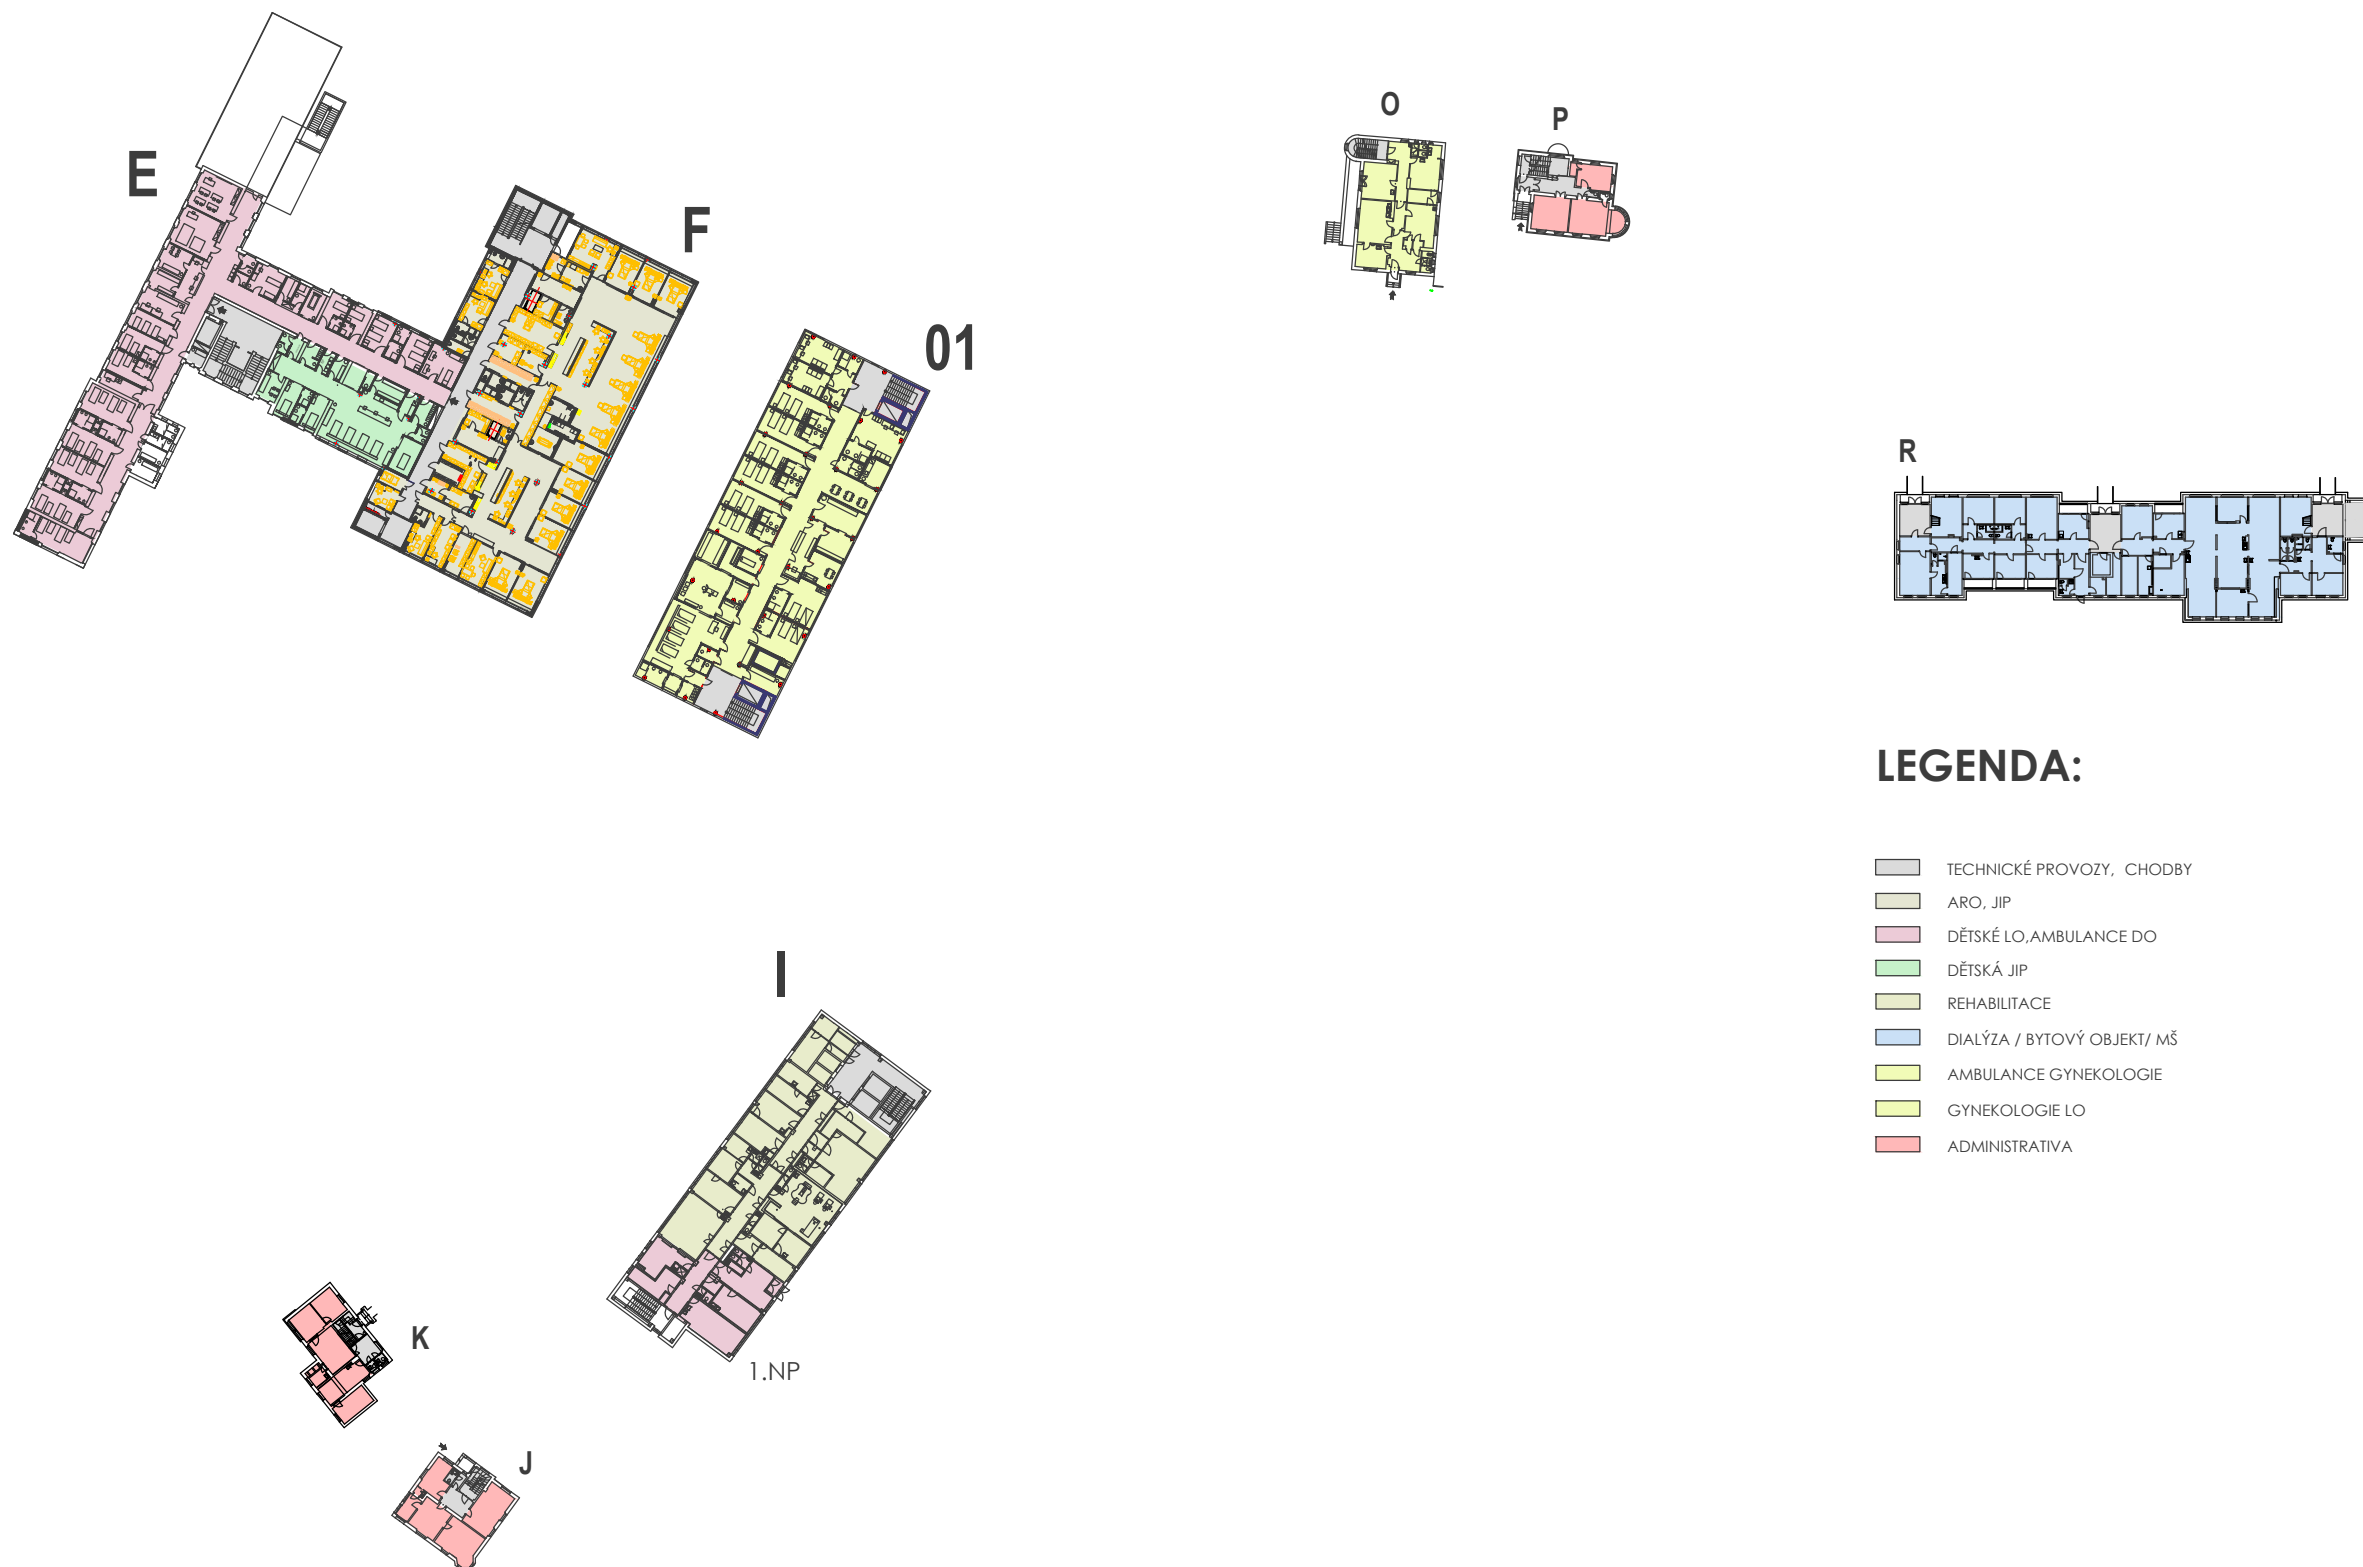 O
P
E
F
01
R
LEGENDA:
TECHNICKÉ PROVOZY, CHODBY
ARO, JIP
DĚTSKÉ LO,AMBULANCE DO
DĚTSKÁ JIP
REHABILITACE
DIALÝZA / BYTOVÝ OBJEKT/ MŠ
AMBULANCE GYNEKOLOGIE
GYNEKOLOGIE LO
ADMINISTRATIVA
I
K
1.NP
J